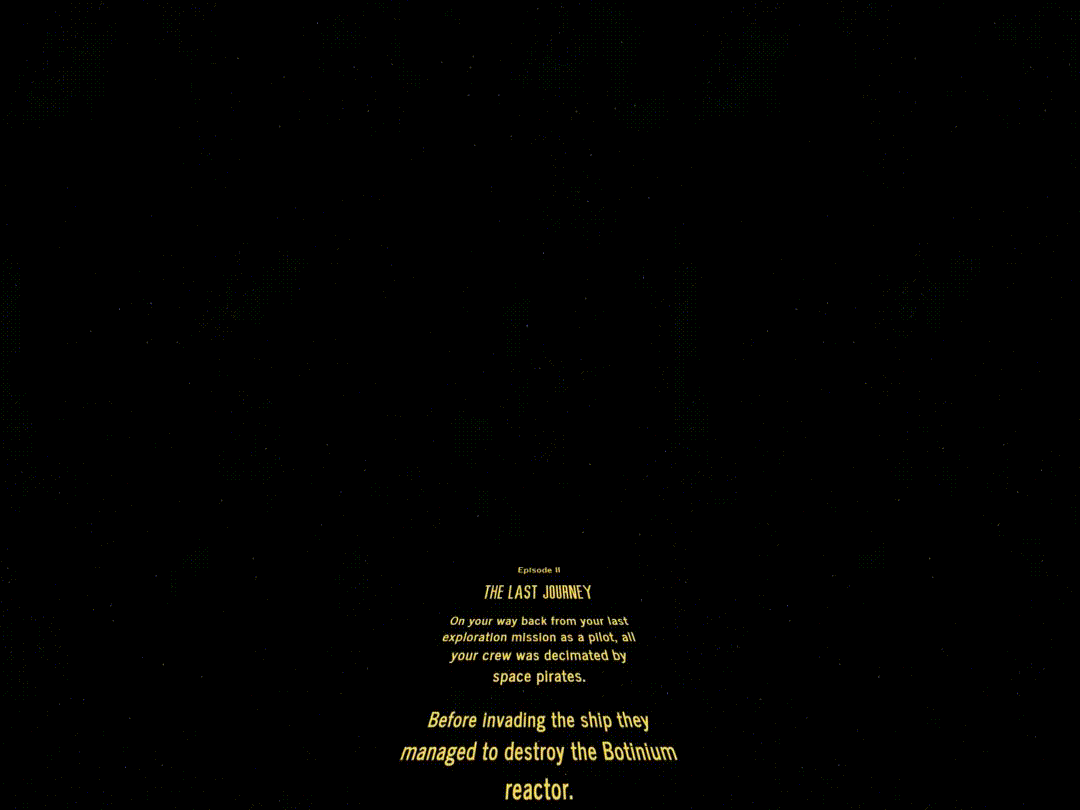 Episode II
THE LAST JOURNEY
On your way back from your last
exploration mission as a pilot, all
your crew was decimated by
space pirates.
Before invading the ship they
managed to destroy the Botinium
reactor.